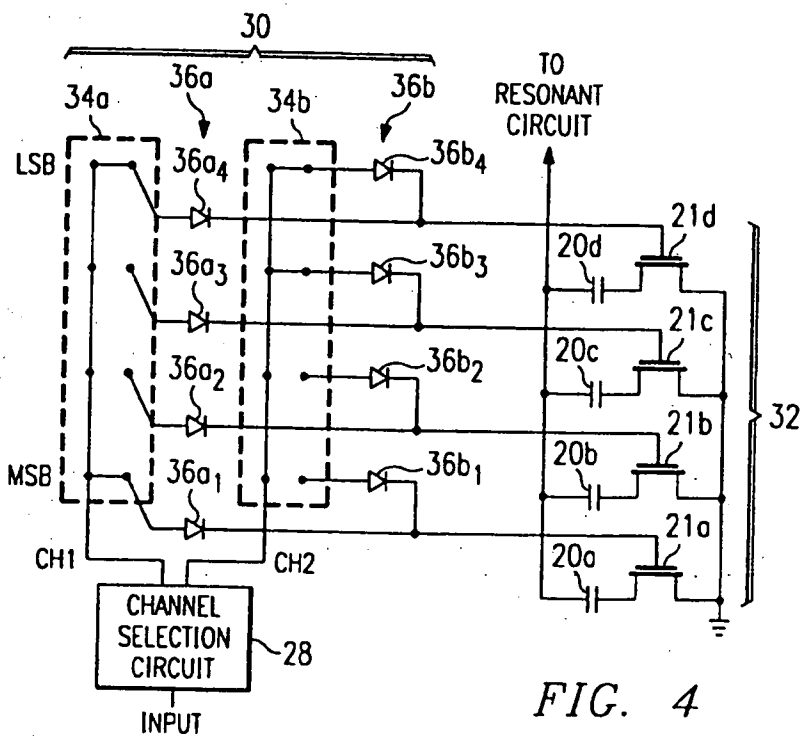 30
36a
36b
34a
34b
TO
RESONANT
CIRCUIT
LSB
36a4
36b4
20d
21d
36a3
36b3
20c
21c
36a2
36b2
20b
21b
32
MSB
36a1
36b1
20a
21a
CH1
CH2
CHANNEL
SELECTION
CIRCUIT
28
INPUT
FIG. 4